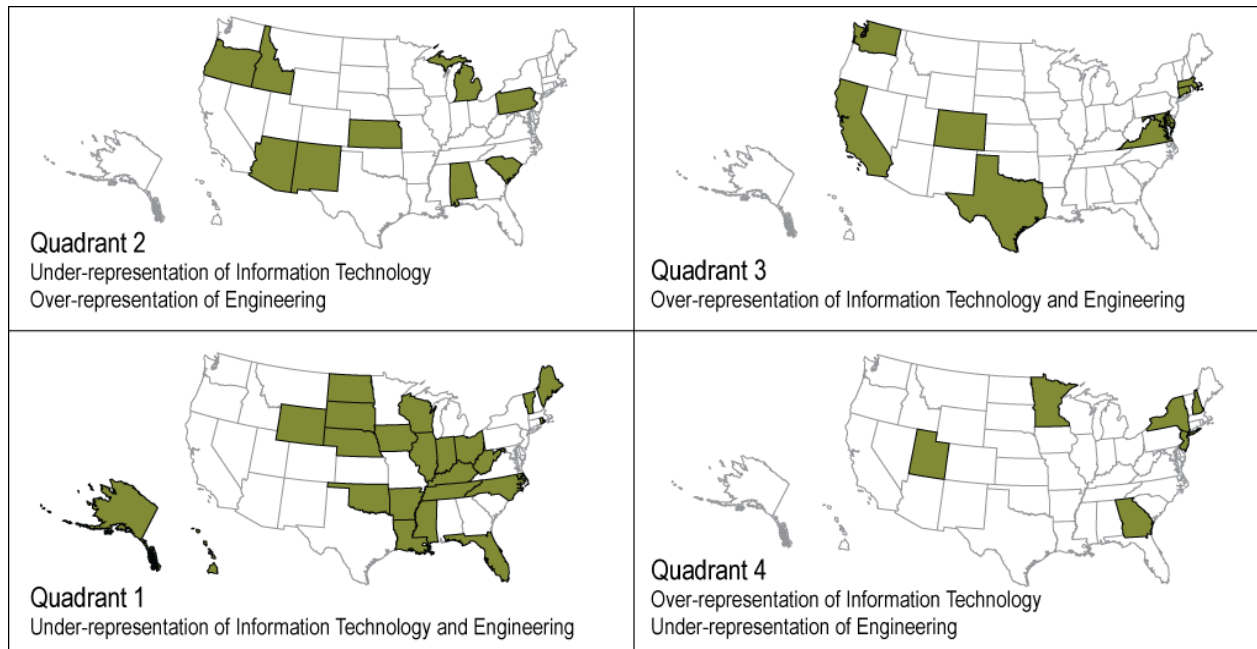 Quadrant 2
Under-representation of Information Technology
Over-representation of Engineering
Quadrant 3
Over-representation of Information Technology and Engineering
Quadrant 1
Under-representation of Information Technology and Engineering
Quadrant 4
Over-representation of Information Technology
Under-representation of Engineering